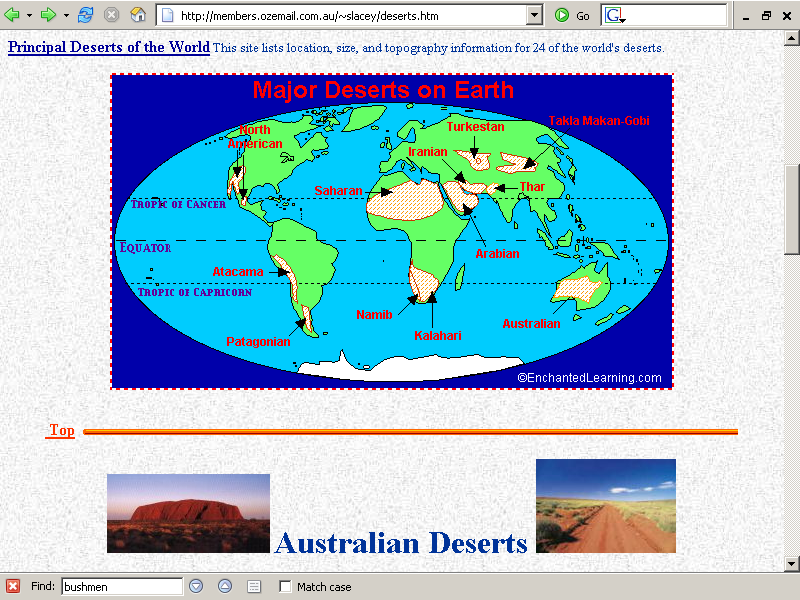 http://members.ozemail.com.au/~slacey/deserts.htm
Go
G
Principal Deserts of the World This site lists location, size, and topography information for 24 of the world's deserts.
Major Deserts on Earth
North
American
Turkestan
Takla Makan-Gobi
Iranian
Saharan
Thar
Tropic of Cancer
Equator
Arabian
Atacama
Tropic of Capricorn
Namib
Australian
Patagonian
Kalahari
©EnchantedLearning.com
Top
Australian Deserts
Find: bushmen Match case